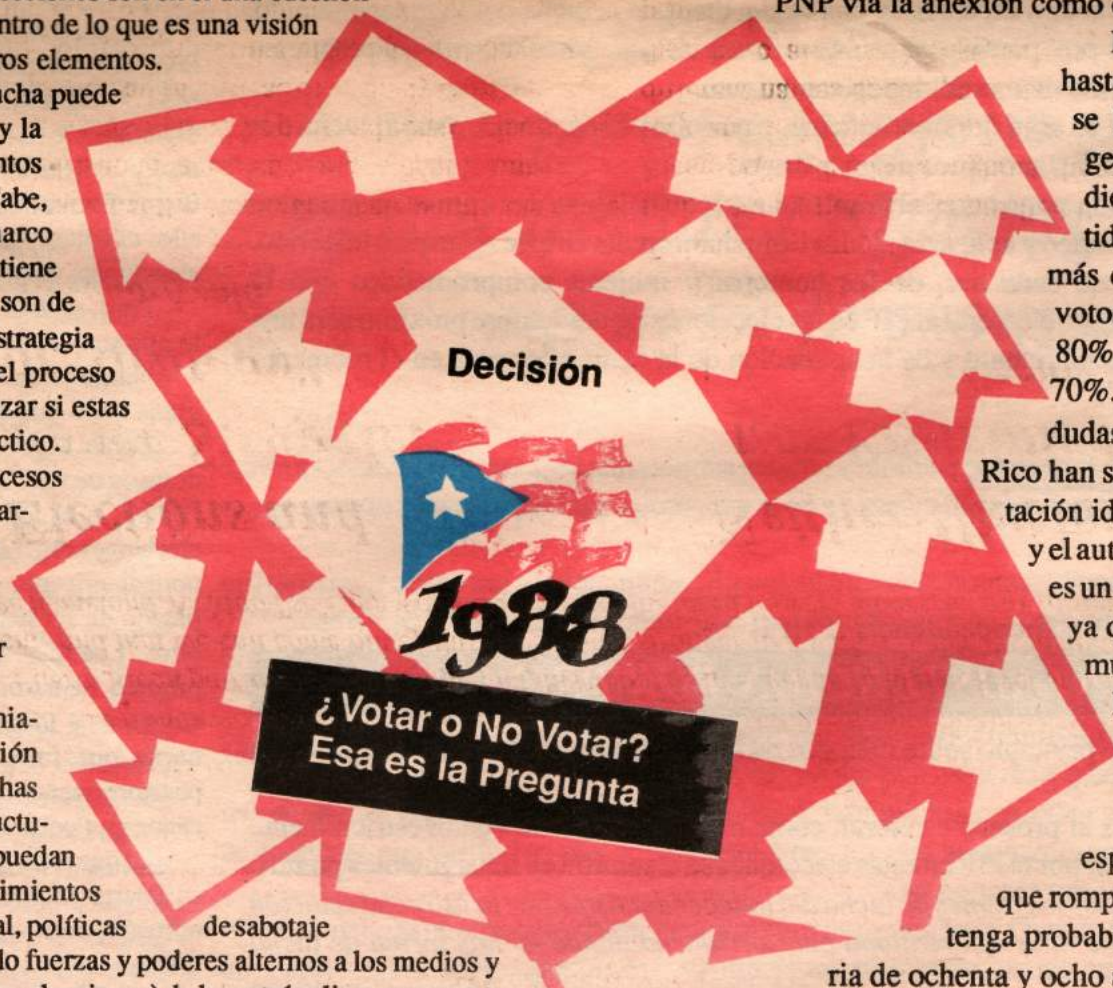 ntro de lo que es una visión
ros elementos.
ncha puede
y la
ntos
abe,
narco
tiene
son de
strategia
el proceso
zar si estas
ctico.
cesos
ar-
r
nia-
ión
has
uctu-
puedan
imientos
al, políticas de sabotaje
do fuerzas y poderes alternos a los medios y
Decisión
1988
¿Votar o No Votar?
Esa es la Pregunta
PNP vía la anexión como
hast
se
ge
dic
tid
más
voto
80%
70%
dudas
Rico han s
tación id
y el aut
es un
ya
mu
esp
que romp
tenga probab
ria de ochenta y ocho